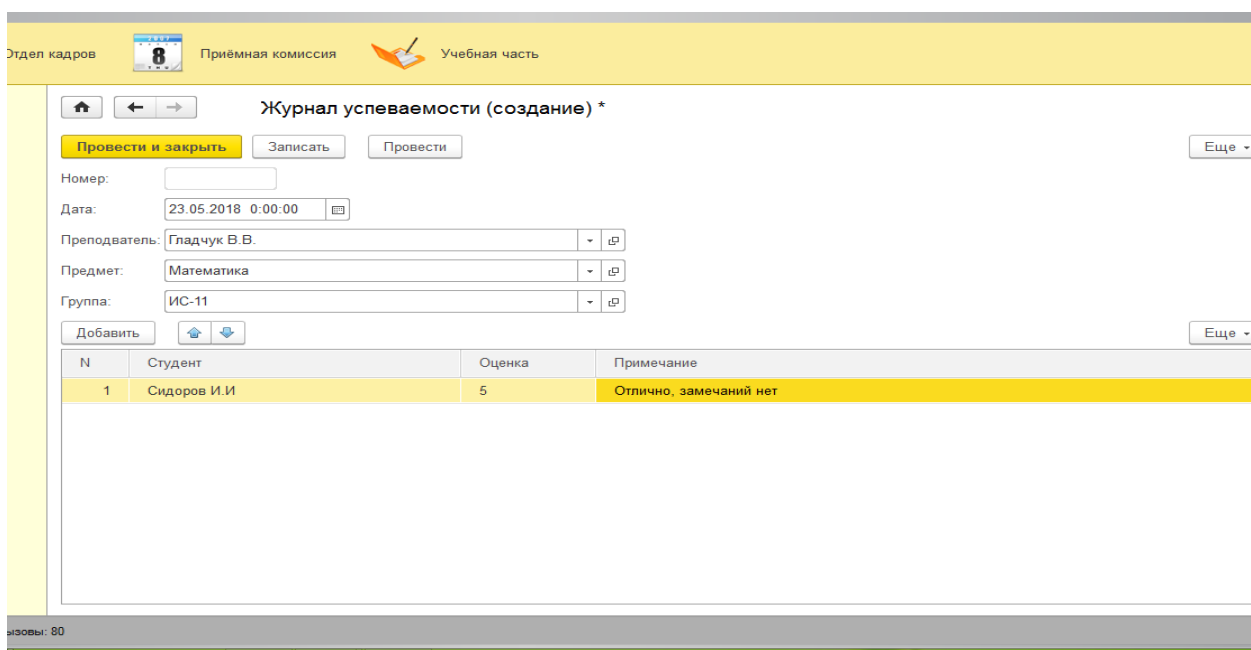 Отдел кадров 8 Приёмная комиссия Учебная часть
Журнал успеваемости (создание) *
Провести и закрыть Записать Провести Еще
Номер:
Дата: 23.05.2018 0:00:00
Преподватель: Гладчук В.В.
Предмет: Математика
Группа: ИС-11
Добавить Еще
N Студент Оценка Примечание
1 Сидоров И.И 5 Отлично, замечаний нет
ызовы: 80